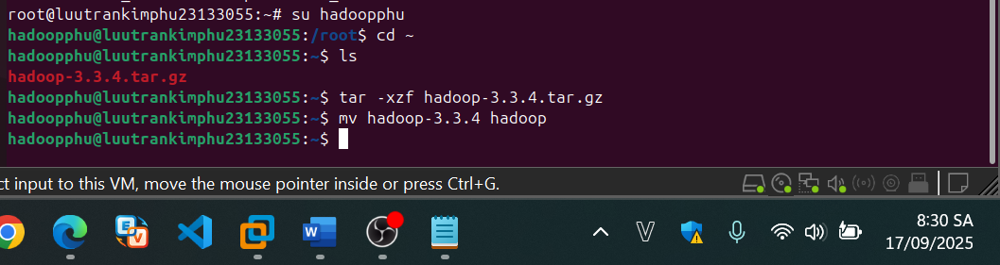 root@luutrankimphu23133055:~# su hadoopphu
hadoopphu@luutrankimphu23133055:/root$ cd ~
hadoopphu@luutrankimphu23133055:~$ ls
hadoop-3.3.4.tar.gz
hadoopphu@luutrankimphu23133055:~$ tar -xzf hadoop-3.3.4.tar.gz
hadoopphu@luutrankimphu23133055:~$ mv hadoop-3.3.4 hadoop
hadoopphu@luutrankimphu23133055:~$
ct input to this VM, move the mouse pointer inside or press Ctrl+G.
8:30 SA
17/09/2025